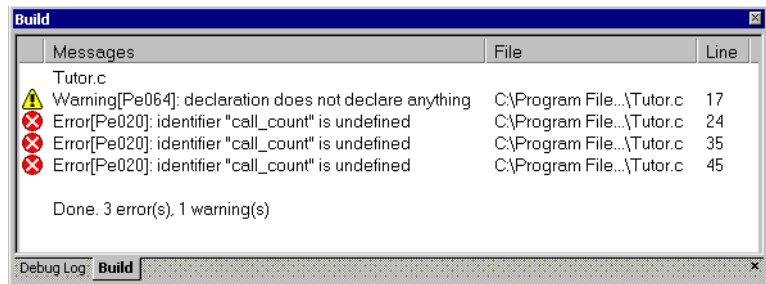 Build
Messages File Line
Tutor.c
Warning[Pe064]: declaration does not declare anything C:\Program File...\Tutor.c 17
Error[Pe020]: identifier "call_count" is undefined C:\Program File...\Tutor.c 24
Error[Pe020]: identifier "call_count" is undefined C:\Program File...\Tutor.c 35
Error[Pe020]: identifier "call_count" is undefined C:\Program File...\Tutor.c 45
Done. 3 error(s), 1 warning(s)
Debug Log Build